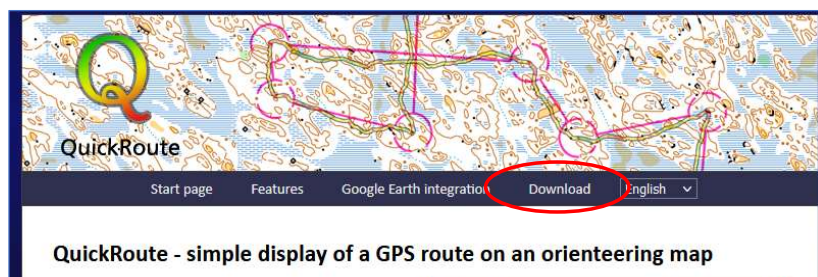 Q
QuickRoute
Start page Features Google Earth integration Download English
QuickRoute - simple display of a GPS route on an orienteering map